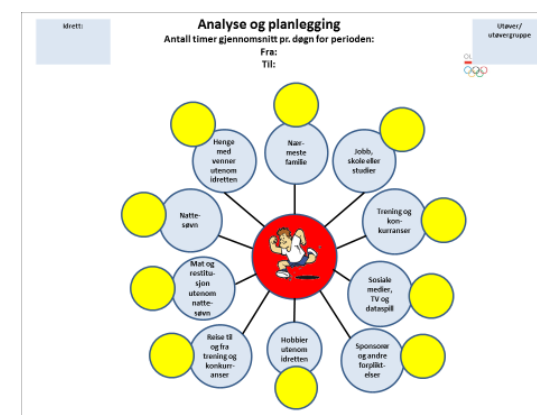 Idrett:
Analyse og planlegging
Antall timer gjennomsnitt pr. døgn for perioden:
Fra:
Til:
Utøver/
utøvergruppe
Henge
med
venner
utenom
idretten
Nær-
meste
familie
Jobb,
skole eller
studier
Natte-
søvn
Trening og
kon-
kurranser
Mat og
restitu-
sjon
utenom
natte-
søvn
Sosiale
medier,
TV og
dataspill
Reise til
og fra
trening og
konkurr-
anser
Hobbier
utenom
idretten
Sponsorer
og andre
forplikt-
elser